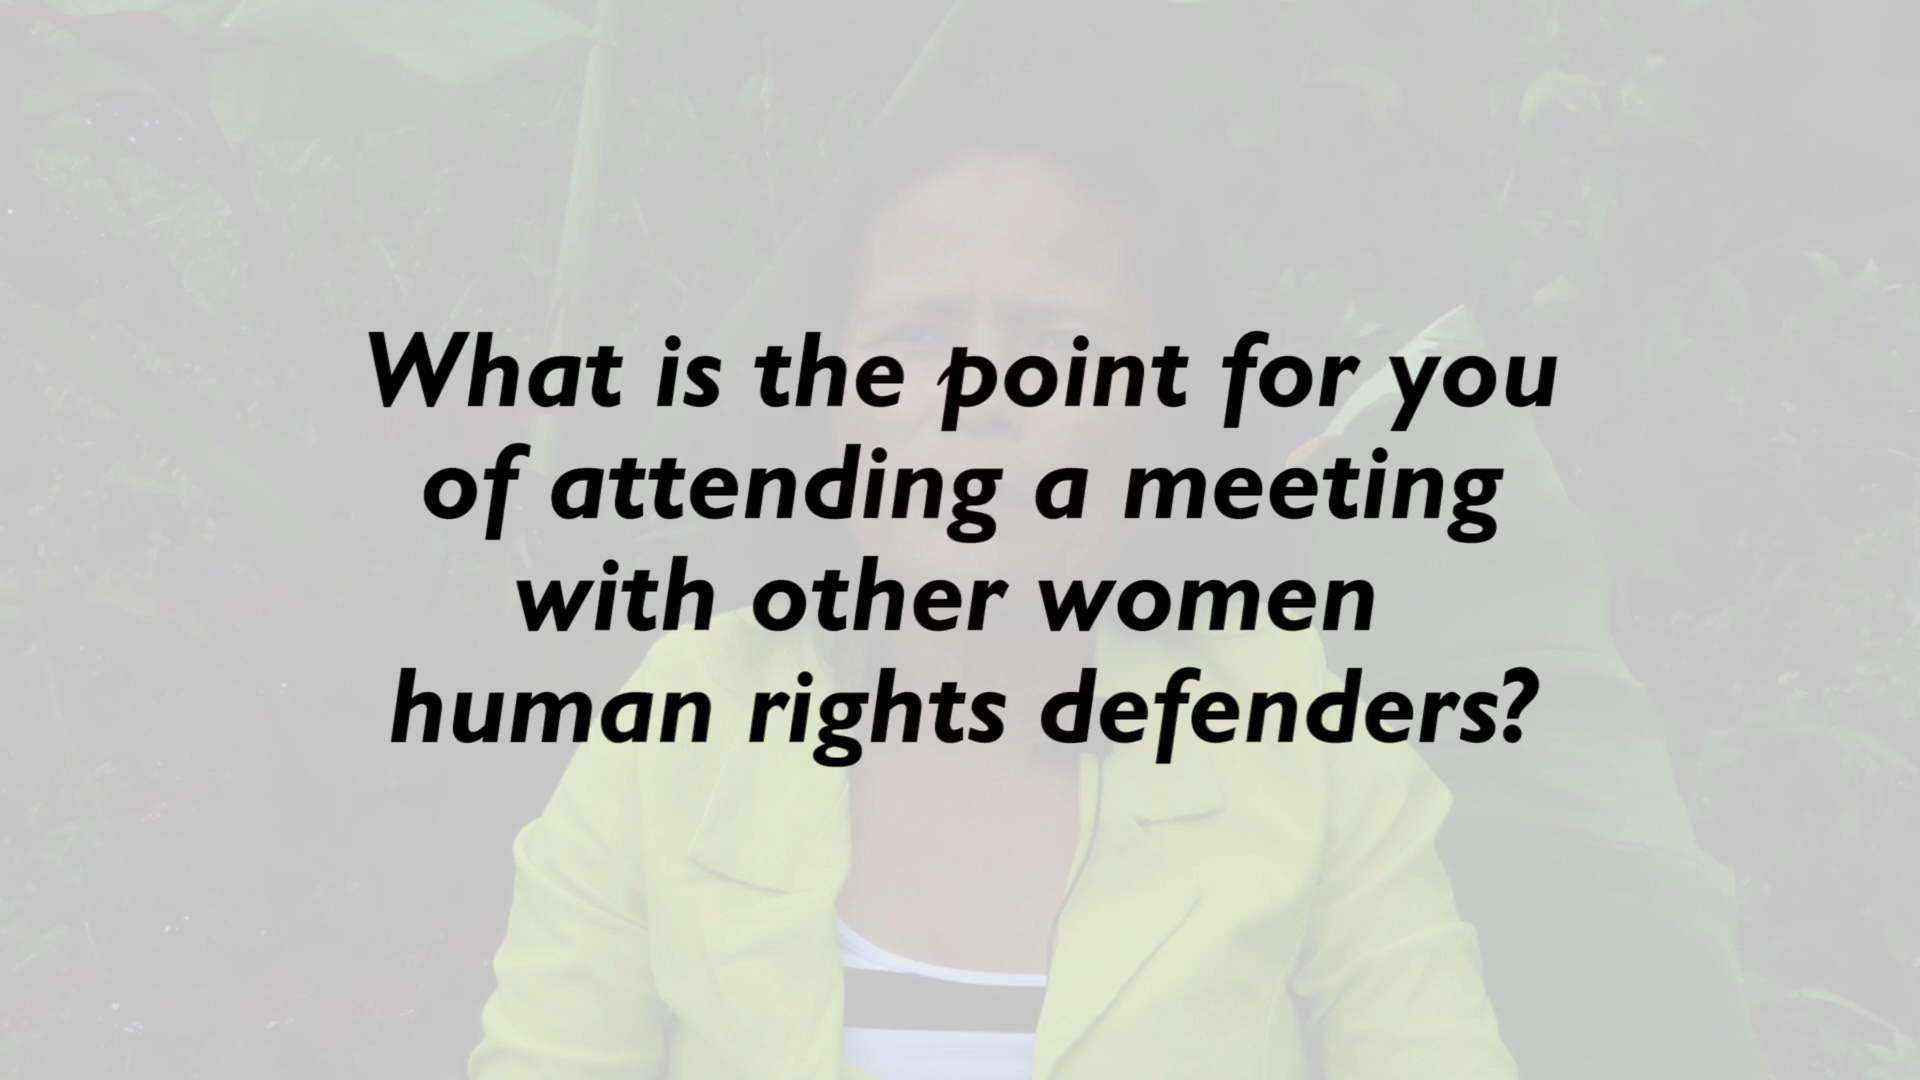 What is the point for you
of attending a meeting
with other women
human rights defenders?